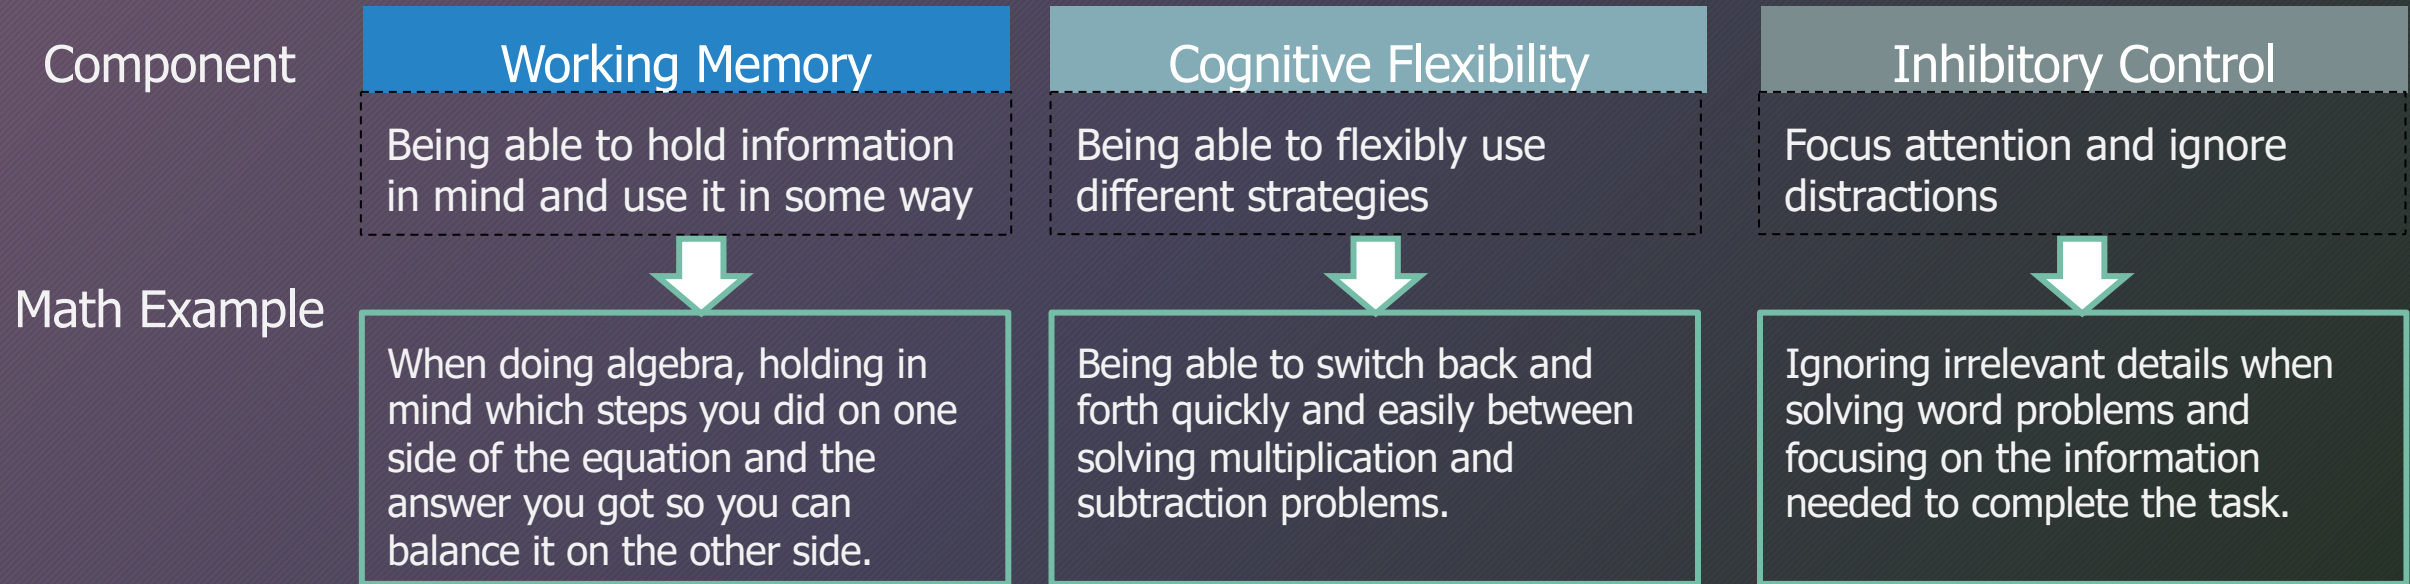 Component
Working Memory
Cognitive Flexibility
Inhibitory Control
Being able to hold information
in mind and use it in some way
Being able to flexibly use
different strategies
Focus attention and ignore
distractions
Math Example
When doing algebra, holding in
mind which steps you did on one
side of the equation and the
answer you got so you can
balance it on the other side.
Being able to switch back and
forth quickly and easily between
solving multiplication and
subtraction problems.
Ignoring irrelevant details when
solving word problems and
focusing on the information
needed to complete the task.